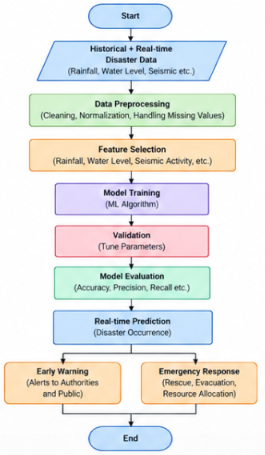 Start
Historical + Real-time
Disaster Data
(Rainfall, Water Level, Seismic etc.)
Data Preprocessing
(Cleaning, Normalization, Handling Missing Values)
Feature Selection
(Rainfall, Water Level, Seismic Activity, etc.)
Model Training
(ML Algorithm)
Validation
(Tune Parameters)
Model Evaluation
(Accuracy, Precision, Recall etc.)
Real-time Prediction
(Disaster Occurrence)
Early Warning
(Alerts to Authorities
and Public)
Emergency Response
(Rescue, Evacuation,
Resource Allocation)
End